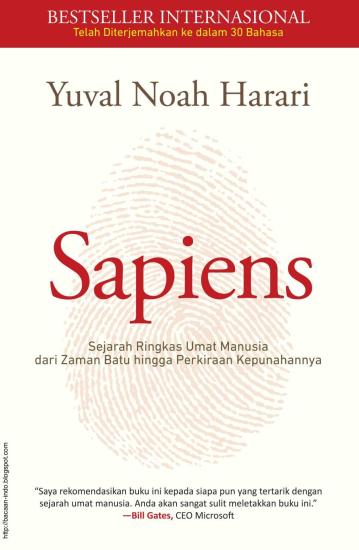 BESTSELLER INTERNASIONAL
Telah Diterjemahkan ke dalam 30 Bahasa
Yuval Noah Harari
Sapiens
Sejarah Ringkas Umat Manusia
dari Zaman Batu hingga Perkiraan Kepunahannya
http://bacaan-indo.blogspot.com
“Saya rekomendasikan buku ini kepada siapa pun yang tertarik dengan
sejarah umat manusia. Anda akan sangat sulit meletakkan buku ini.”
—Bill Gates, CEO Microsoft